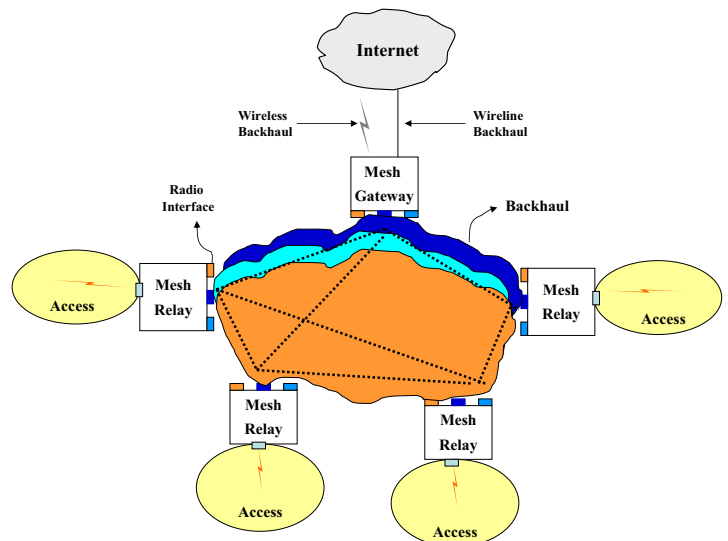 Internet
Wireless
Backhaul
Wireline
Backhaul
Mesh
Gateway
Radio
Interface
Backhaul
Mesh
Relay
Access
Mesh
Relay
Access
Mesh
Relay
Access
Mesh
Relay
Access